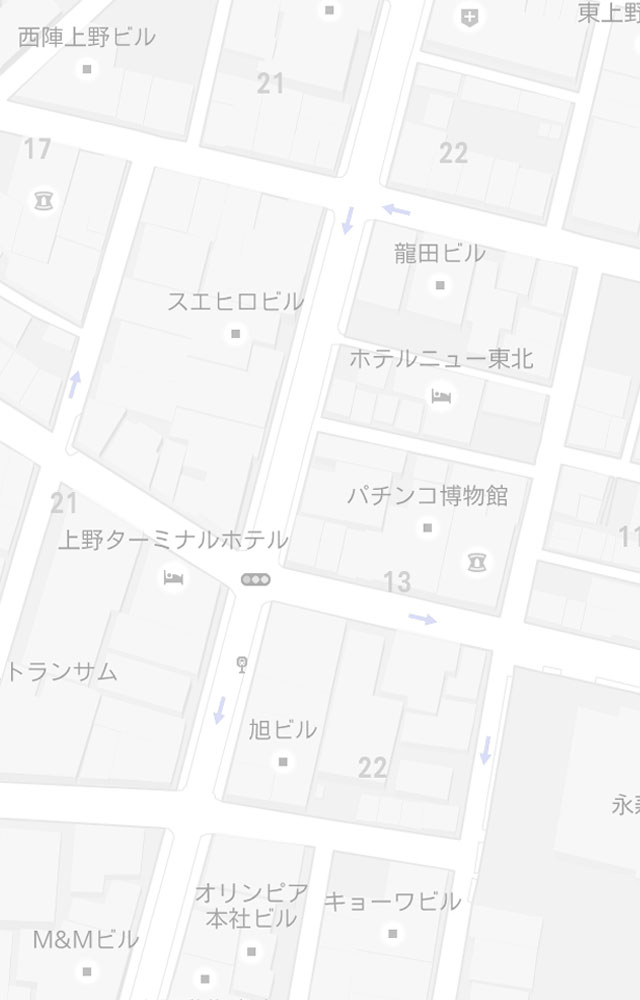 東上野
西陣上野ビル
21
17
22
龍田ビル
スエヒロビル
ホテルニュー東北
パチンコ博物館
21
上野ターミナルホテル
11
13
トランサム
旭ビル
22
オリンピア
本社ビル
キョーワビル
M&Mビル